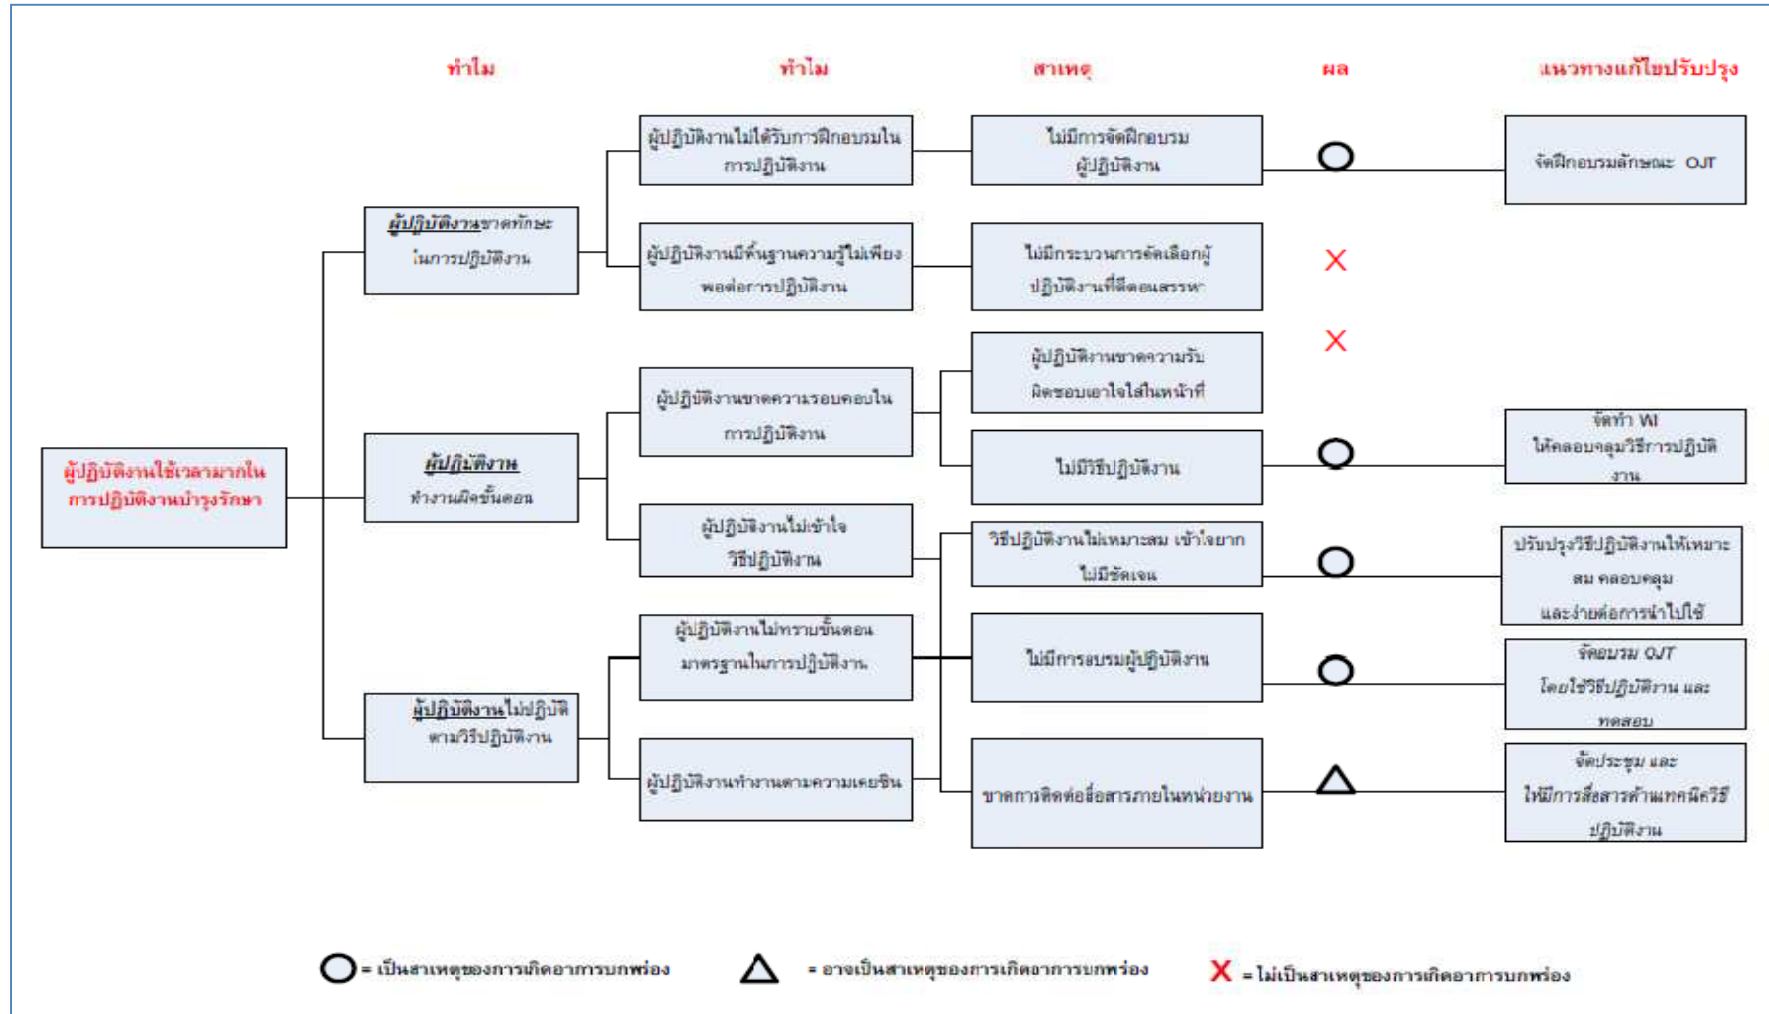 ทำไม
ทำไม
สาเหตุ
ผล
แนวทางแก้ไขปรับปรุง
ผู้ปฏิบัติงานใช้เวลามากใน
การปฏิบัติงานบำรุงรักษา
ผู้ปฏิบัติงานขาดทักษะ
ในการปฏิบัติงาน
ผู้ปฏิบัติงาน
ทำงานผิดขั้นตอน
ผู้ปฏิบัติงานไม่ปฏิบัติ
ตามวิธีปฏิบัติงาน
ผู้ปฏิบัติงานไม่ได้รับการฝึกอบรมใน
การปฏิบัติงาน
ผู้ปฏิบัติงานมีพื้นฐานความรู้ไม่เพียง
พอต่อการปฏิบัติงาน
ผู้ปฏิบัติงานขาดความรอบคอบใน
การปฏิบัติงาน
ผู้ปฏิบัติงานไม่เข้าใจ
วิธีปฏิบัติงาน
ผู้ปฏิบัติงานไม่ทราบขั้นตอน
มาตรฐานในการปฏิบัติงาน
ผู้ปฏิบัติงานทำงานตามความเคยชิน
ไม่มีการจัดฝึกอบรม
ผู้ปฏิบัติงาน
ไม่มีกระบวนการคัดเลือกผู้
ปฏิบัติงานที่ดีตอนสรรหา
ผู้ปฏิบัติงานขาดความรับ
ผิดชอบเอาใจใส่ในหน้าที่
ไม่มีวิธีปฏิบัติงาน
วิธีปฏิบัติงานไม่เหมาะสม เข้าใจยาก
ไม่มีชัดเจน
ไม่มีการอบรมผู้ปฏิบัติงาน
ขาดการติดต่อสื่อสารภายในหน่วยงาน
X
X
จัดฝึกอบรมลักษณะ OJT
จัดทำ WI
ให้คลอบคลุมวิธีการปฏิบัติ
งาน
ปรับปรุงวิธีปฏิบัติงานให้เหมาะ
สม คลอบคลุม
และง่ายต่อการนำไปใช้
จัดอบรม OJT
โดยใช้วิธีปฏิบัติงาน และ
ทดสอบ
จัดประชุม และ
ให้มีการสื่อสารด้านเทคนิควิธี
ปฏิบัติงาน
= เป็นสาเหตุของการเกิดอาการบกพร่อง
= อาจเป็นสาเหตุของการเกิดอาการบกพร่อง
X = ไม่เป็นสาเหตุของการเกิดอาการบกพร่อง